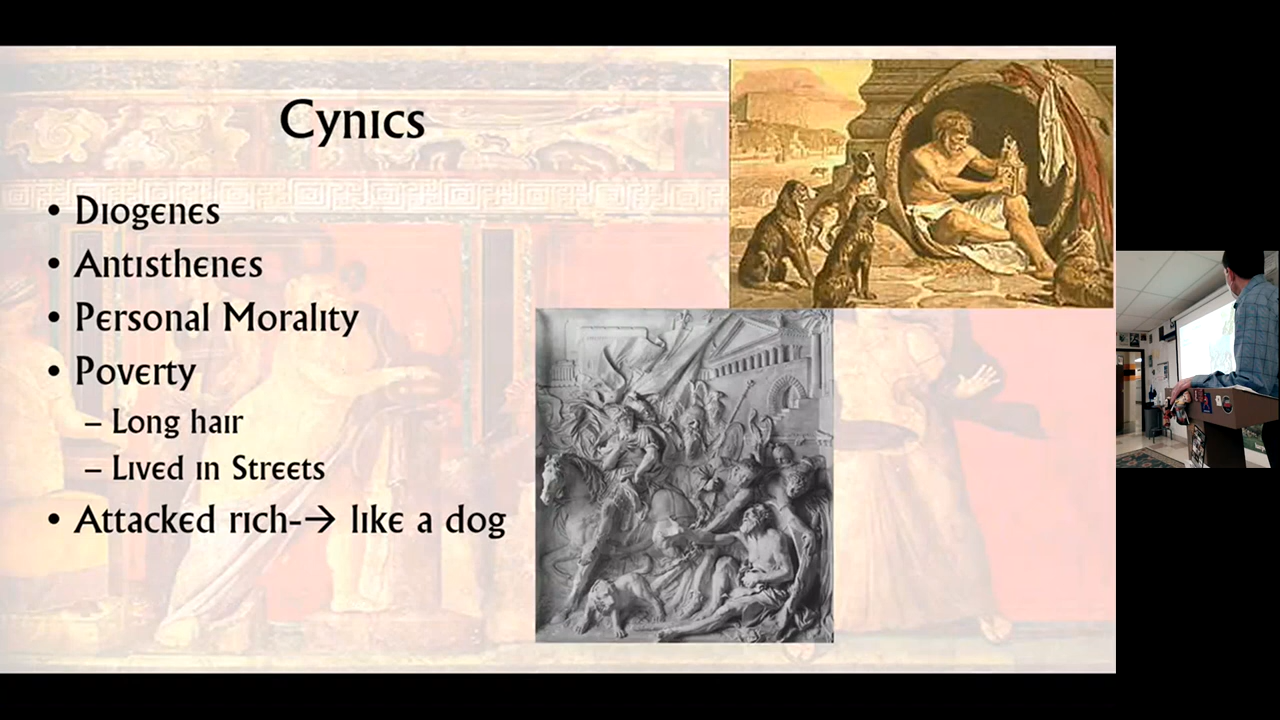 Cynics
• Diogenes
• Antisthenes
• Personal Morality
• Poverty
– Long hair
– Lived in Streets
• Attacked rich-→ like a dog